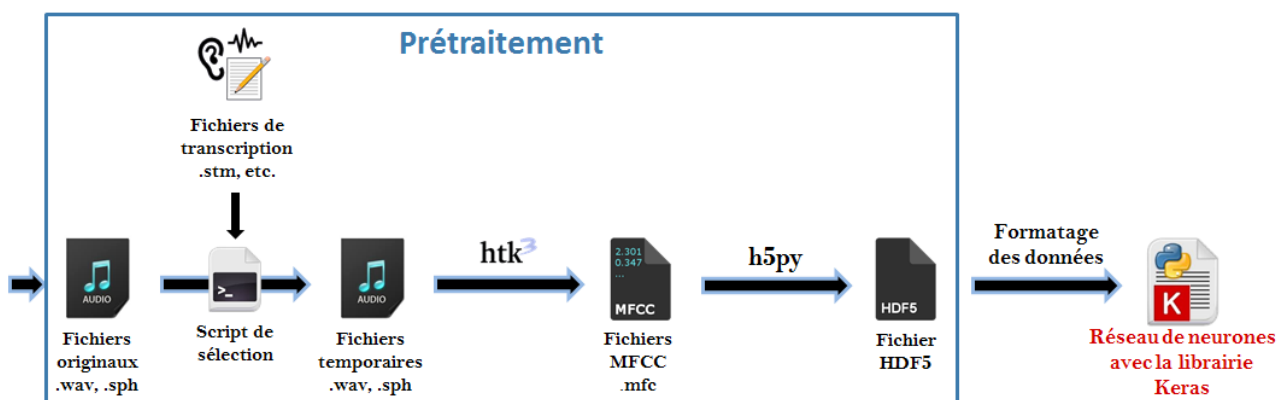 Prétraitement
Fichiers de
transcription
.stm, etc.
AUDIO
Fichiers
originaux
.wav, .sph
>_
Script de
sélection
AUDIO
Fichiers
temporaires
.wav, .sph
htk3
2.301
0.347
...
MFCC
Fichiers
MFCC
.mfc
h5py
HDF5
Fichier
HDF5
Formatage
des données
K
Réseau de neurones
avec la librairie
Keras